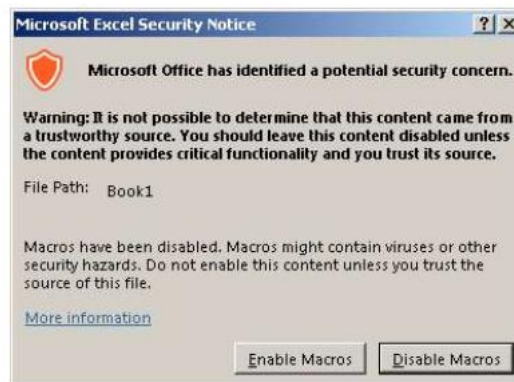 Microsoft Excel Security Notice
Microsoft Office has identified a potential security concern.
Warning: It is not possible to determine that this content came from
a trustworthy source. You should leave this content disabled unless
the content provides critical functionality and you trust its source.
File Path: Book1
Macros have been disabled. Macros might contain viruses or other
security hazards. Do not enable this content unless you trust the
source of this file.
More information
Enable Macros Disable Macros